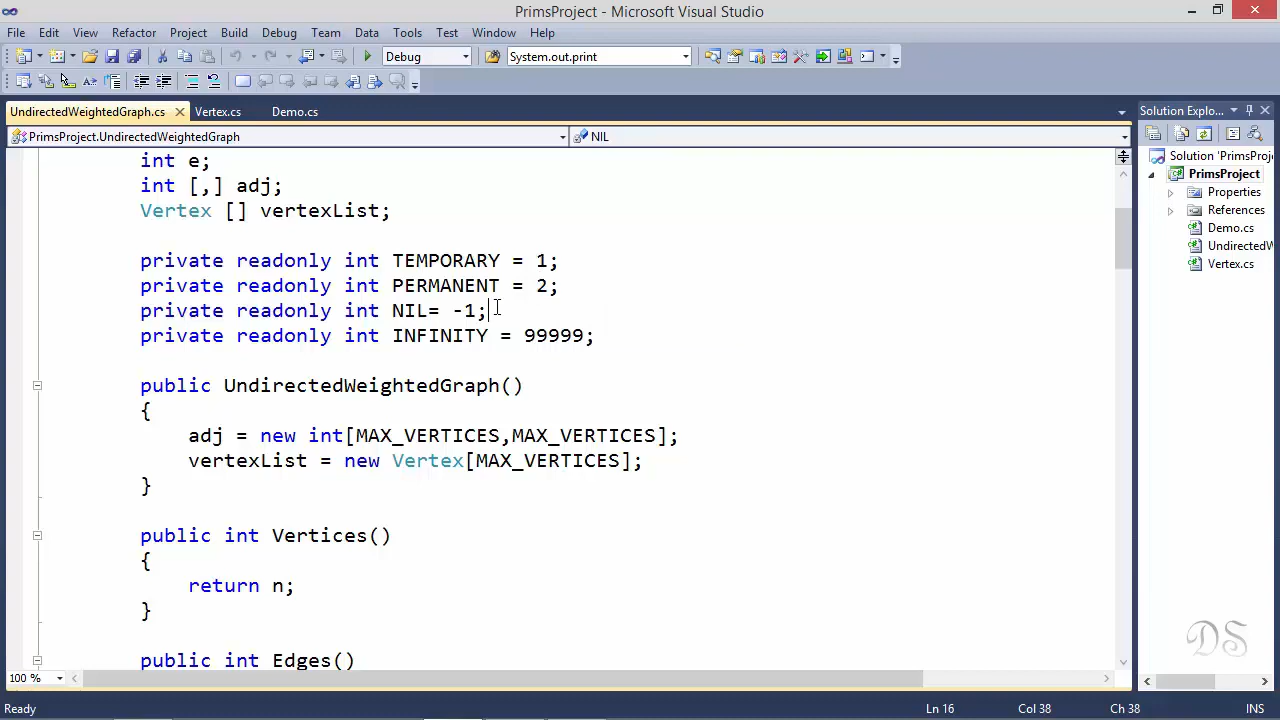 PrimsProject - Microsoft Visual Studio
File Edit View Refactor Project Build Debug Team Data Tools Test Window Help
Debug System.out.print
UndirectedWeightedGraph.cs Vertex.cs Demo.cs
PrimsProject.UndirectedWeightedGraph NIL
int e;
int [,] adj;
Vertex [] vertexList;
private readonly int TEMPORARY = 1;
private readonly int PERMANENT = 2;
private readonly int NIL= -1;
private readonly int INFINITY = 99999;
public UndirectedWeightedGraph()
{
adj = new int[MAX_VERTICES,MAX_VERTICES];
vertexList = new Vertex[MAX_VERTICES];
}
public int Vertices()
{
return n;
}
public int Edges()
100 %
Solution Explo...
Solution 'PrimsProj
PrimsProject
Properties
References
Demo.cs
UndirectedW
Vertex.cs
DS
Ready Ln 16 Col 38 Ch 38 INS